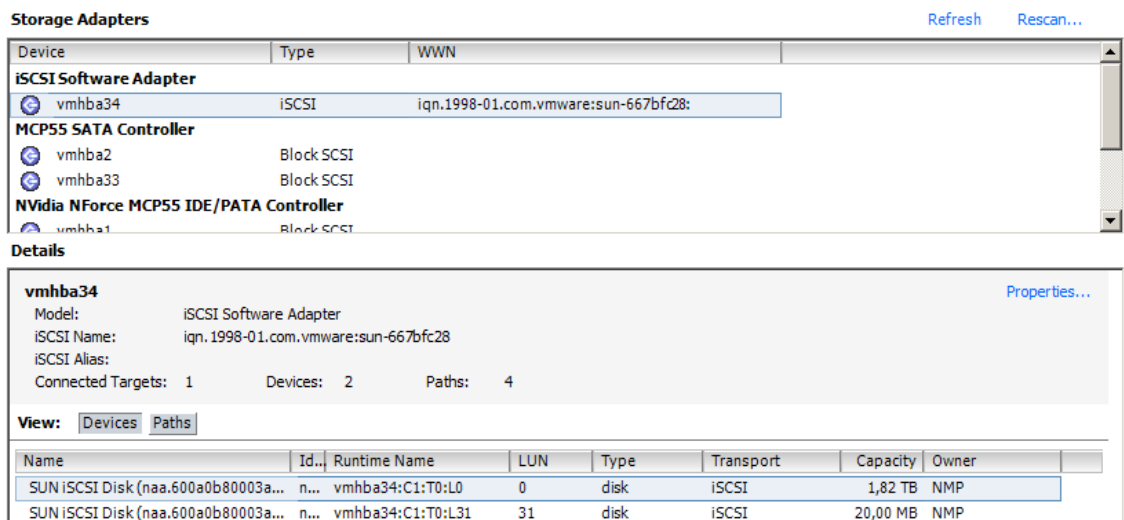 Storage Adapters Refresh Rescan...
Device Type WWN
iSCSI Software Adapter
vmhba34 iSCSI iqn.1998-01.com.vmware:sun-667bfc28:
MCP55 SATA Controller
vmhba2 Block SCSI
vmhba33 Block SCSI
NVidia NForce MCP55 IDE/PATA Controller
vmhba1 Block SCSI
Details
vmhba34 Properties...
Model: iSCSI Software Adapter
iSCSI Name: iqn.1998-01.com.vmware:sun-667bfc28
iSCSI Alias:
Connected Targets: 1 Devices: 2 Paths: 4
View: Devices Paths
Name Id... Runtime Name LUN Type Transport Capacity Owner
SUN iSCSI Disk (naa.600a0b80003a... n... vmhba34:C1:T0:L0 0 disk iSCSI 1,82 TB NMP
SUN iSCSI Disk (naa.600a0b80003a... n... vmhba34:C1:T0:L31 31 disk iSCSI 20,00 MB NMP